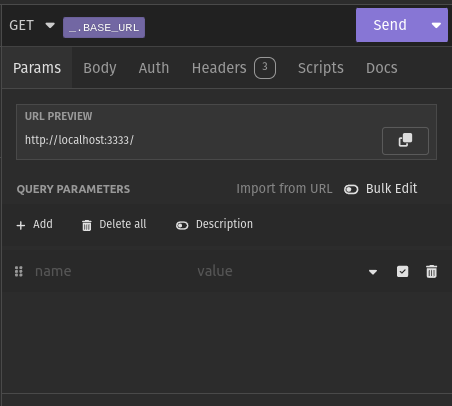 GET _.BASE_URL Send
Params Body Auth Headers 3 Scripts Docs
URL PREVIEW
http://localhost:3333/
QUERY PARAMETERS Import from URL Bulk Edit
Add Delete all Description
name value